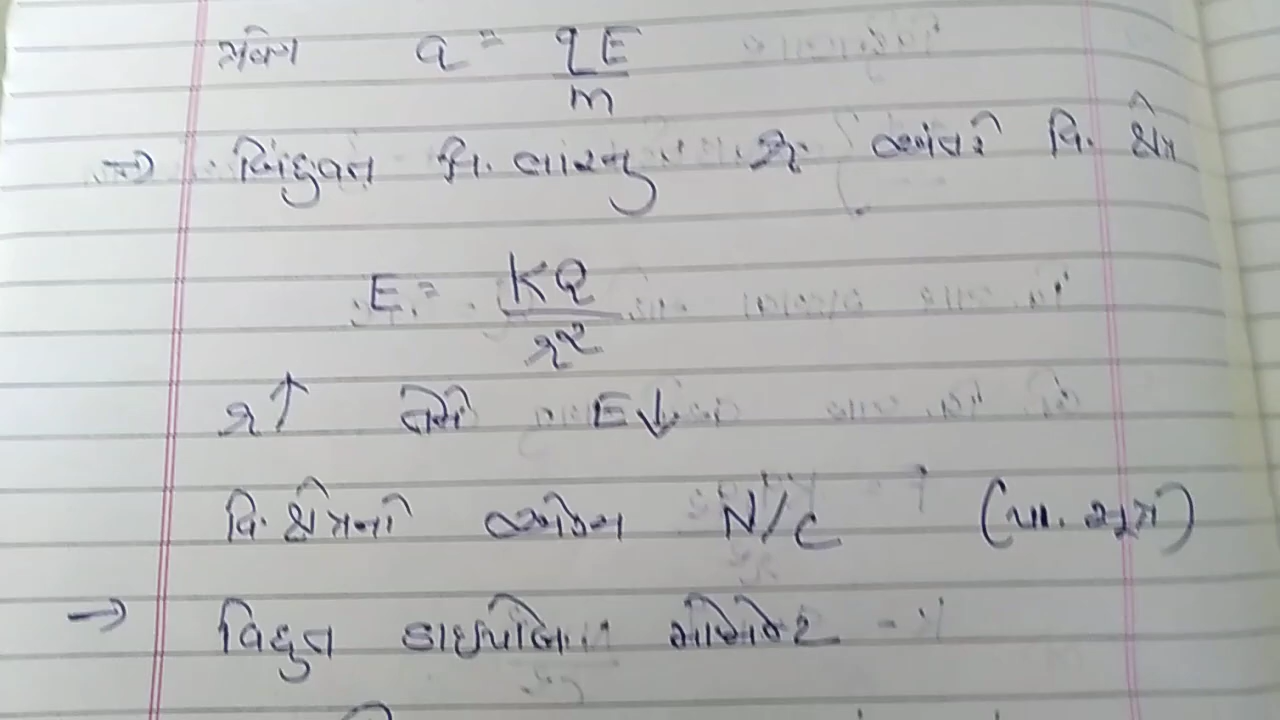 પ્રવેગ a = qE/m
→ બિંદુવત્ વિ. ભારનું r અંતરે વિ. ક્ષેત્ર
E = KQ/r²
r↑ તેમ E↓
વિ. ક્ષેત્રનો એકમ N/C (પા. સૂત્ર)
→ વિદ્યુત ડાઇપોલ મોમેન્ટ -